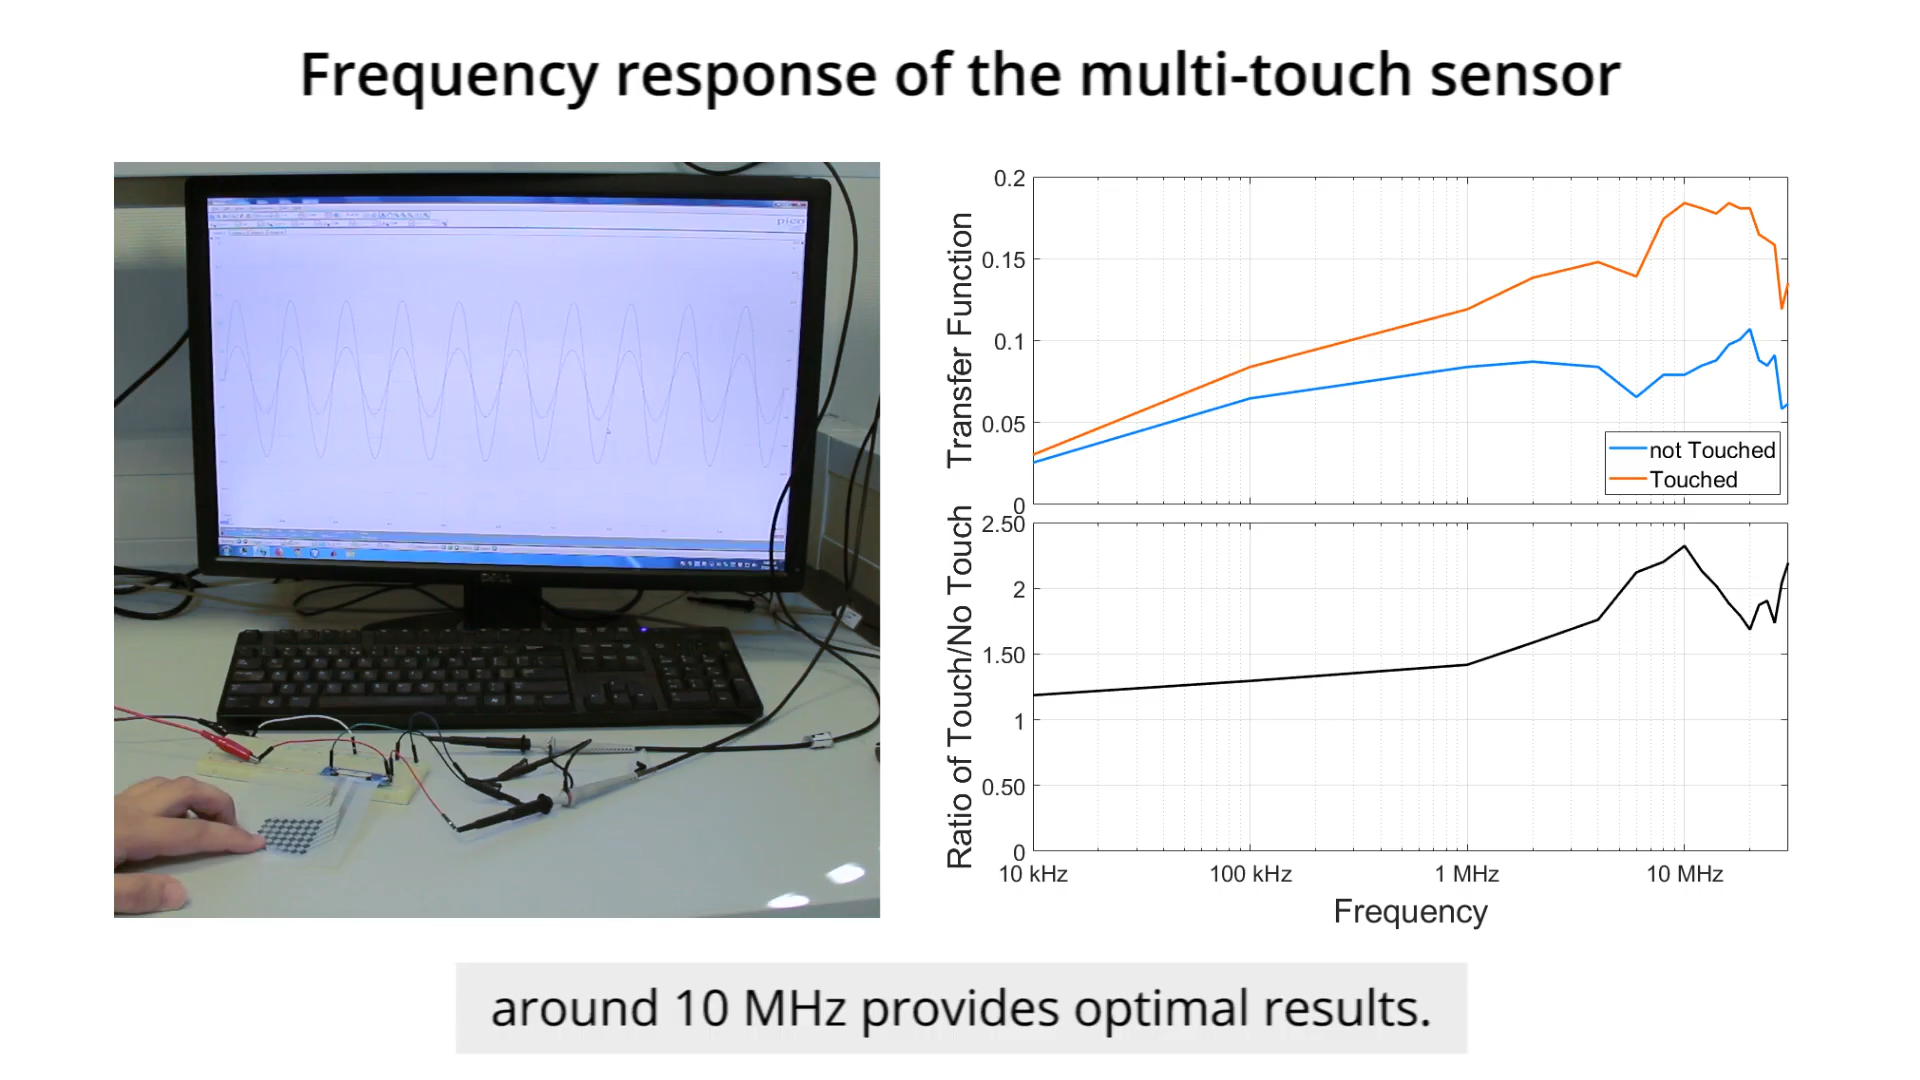 Frequency response of the multi-touch sensor
pico
DELL
Transfer Function
0.2
0.15
0.1
0.05
0
not Touched
Touched
Ratio of Touch/No Touch
2.50
2
1.50
1
0.50
0
10 kHz
100 kHz
1 MHz
10 MHz
Frequency
around 10 MHz provides optimal results.